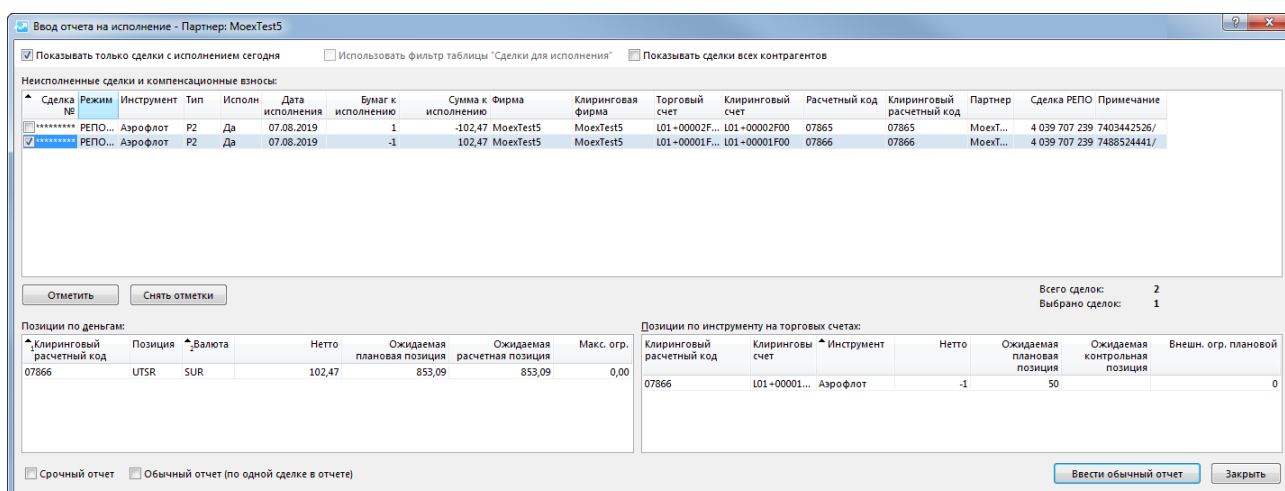 Ввод отчета на исполнение - Партнер: MoexTest5
Показывать только сделки с исполнением сегодня Использовать фильтр таблицы "Сделки для исполнения" Показывать сделки всех контрагентов
Неисполненные сделки и компенсационные взносы:
Сделка № Режим Инструмент Тип Исполн Дата исполнения Бумаг к исполнению Сумма к исполнению Фирма Клиринговая фирма Торговый счет Клиринговый счет Расчетный код Клиринговый расчетный код Партнер Сделка РЕПО Примечание
********* РЕПО... Аэрофлот P2 Да 07.08.2019 1 -102,47 MoexTest5 MoexTest5 L01+00002F... L01+00002F00 07865 07865 MoexT... 4 039 707 239 7403442526/
********* РЕПО... Аэрофлот P2 Да 07.08.2019 -1 102,47 MoexTest5 MoexTest5 L01+00001F... L01+00001F00 07866 07866 MoexT... 4 039 707 239 7488524441/
Отметить Снять отметки
Всего сделок: 2
Выбрано сделок: 1
Позиции по деньгам:
1 Клиринговый расчетный код Позиция 2 Валюта Нетто Ожидаемая плановая позиция Ожидаемая расчетная позиция Макс. огр.
07866 UTSR SUR 102,47 853,09 853,09 0,00
Позиции по инструменту на торговых счетах:
Клиринговый расчетный код Клиринговы счет Инструмент Нетто Ожидаемая плановая позиция Ожидаемая контрольная позиция Внешн. огр. плановой
07866 L01+00001... Аэрофлот -1 50 0
Срочный отчет Обычный отчет (по одной сделке в отчете)
Ввести обычный отчет Закрыть